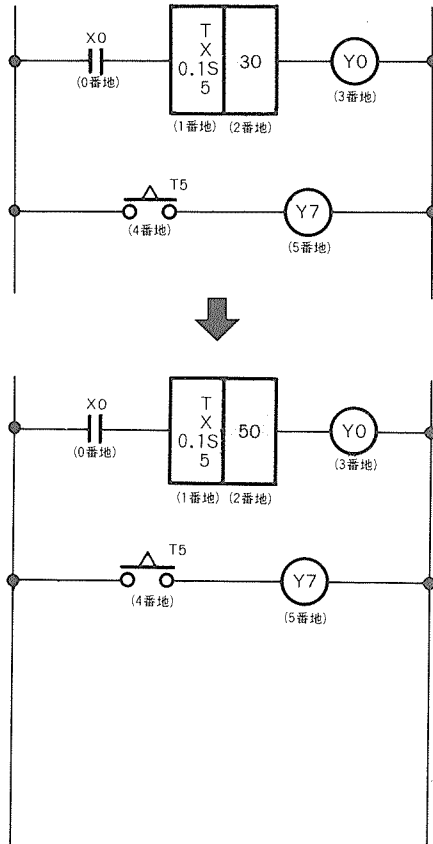 X0
(0番地)
T
X
0.1S
5
30
(1番地) (2番地)
Y0
(3番地)
T5
(4番地)
Y7
(5番地)
X0
(0番地)
T
X
0.1S
5
50
(1番地) (2番地)
Y0
(3番地)
T5
(4番地)
Y7
(5番地)